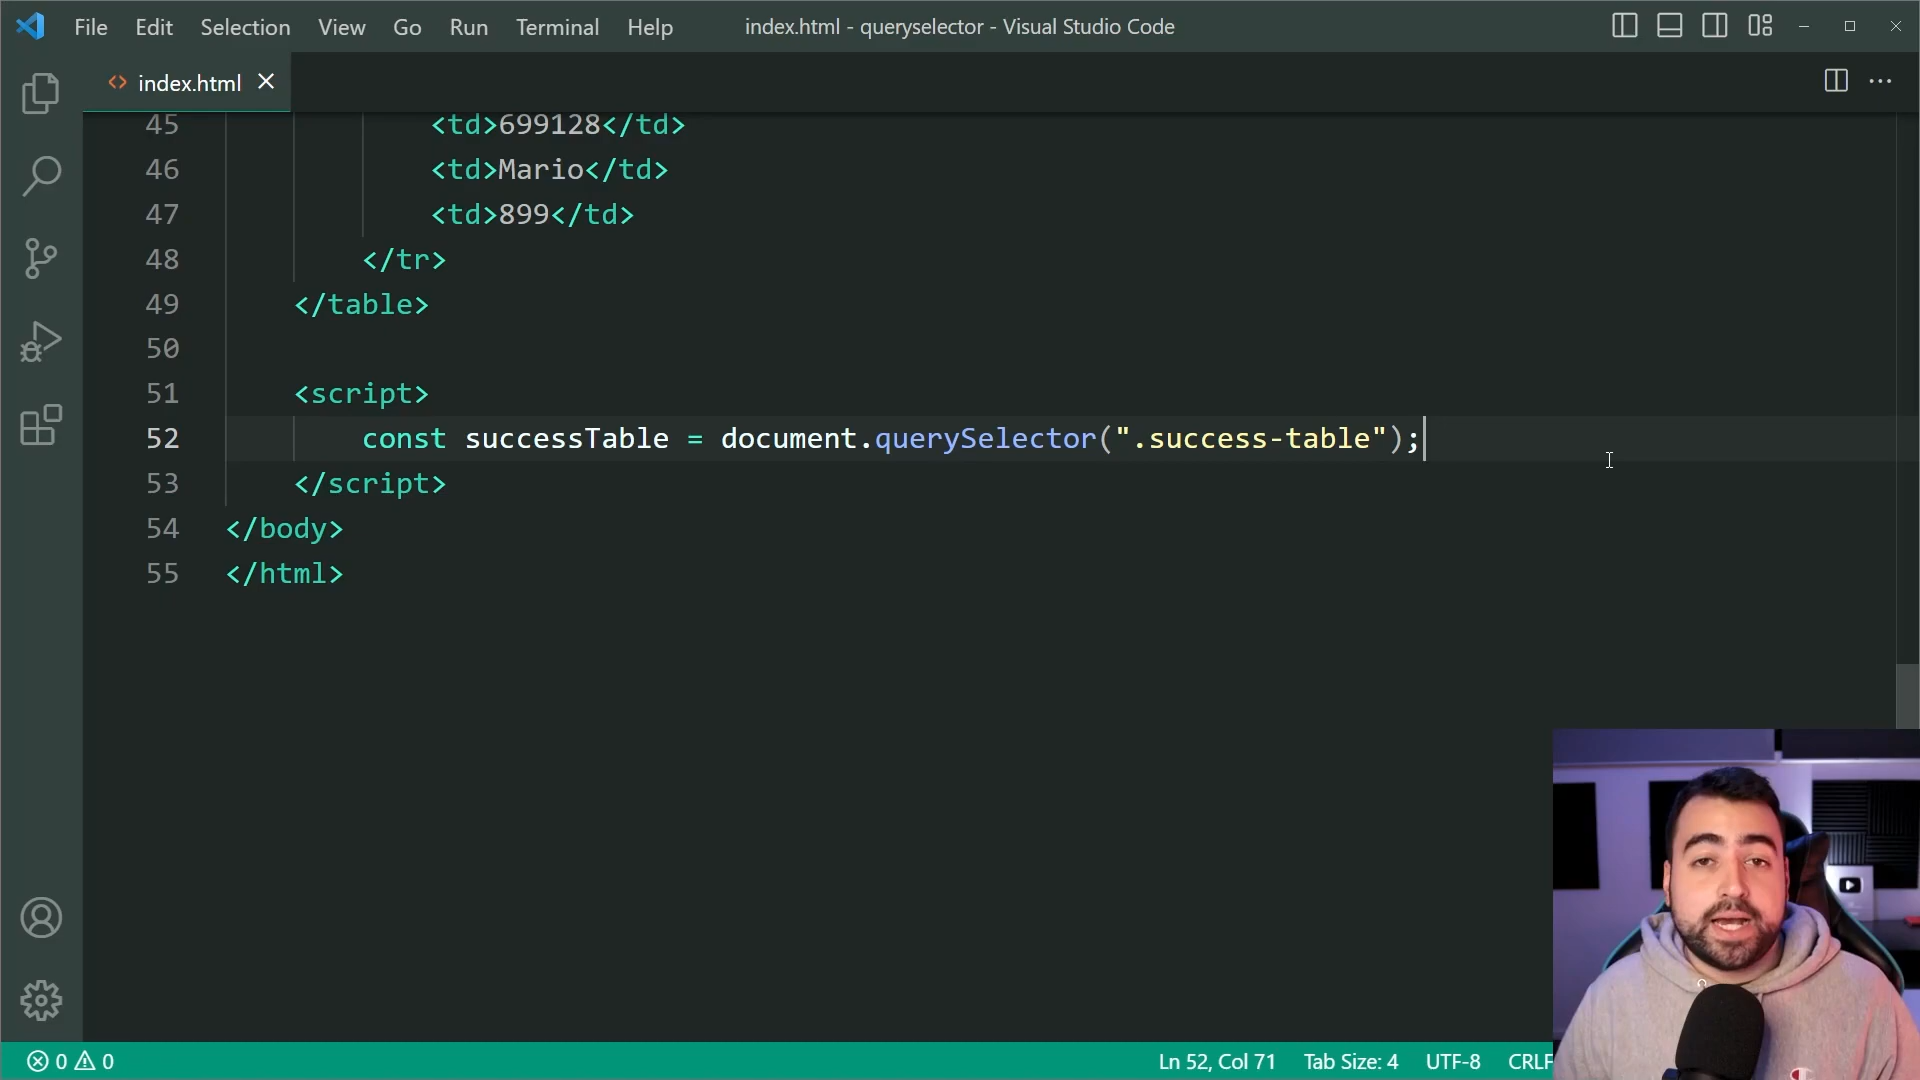 File Edit Selection View Go Run Terminal Help index.html - queryselector - Visual Studio Code
<> index.html
45 <td>699128</td>
46 <td>Mario</td>
47 <td>899</td>
48 </tr>
49 </table>
50
51 <script>
52 const successTable = document.querySelector(".success-table");
53 </script>
54 </body>
55 </html>
0 0 Ln 52, Col 71 Tab Size: 4 UTF-8 CRLF